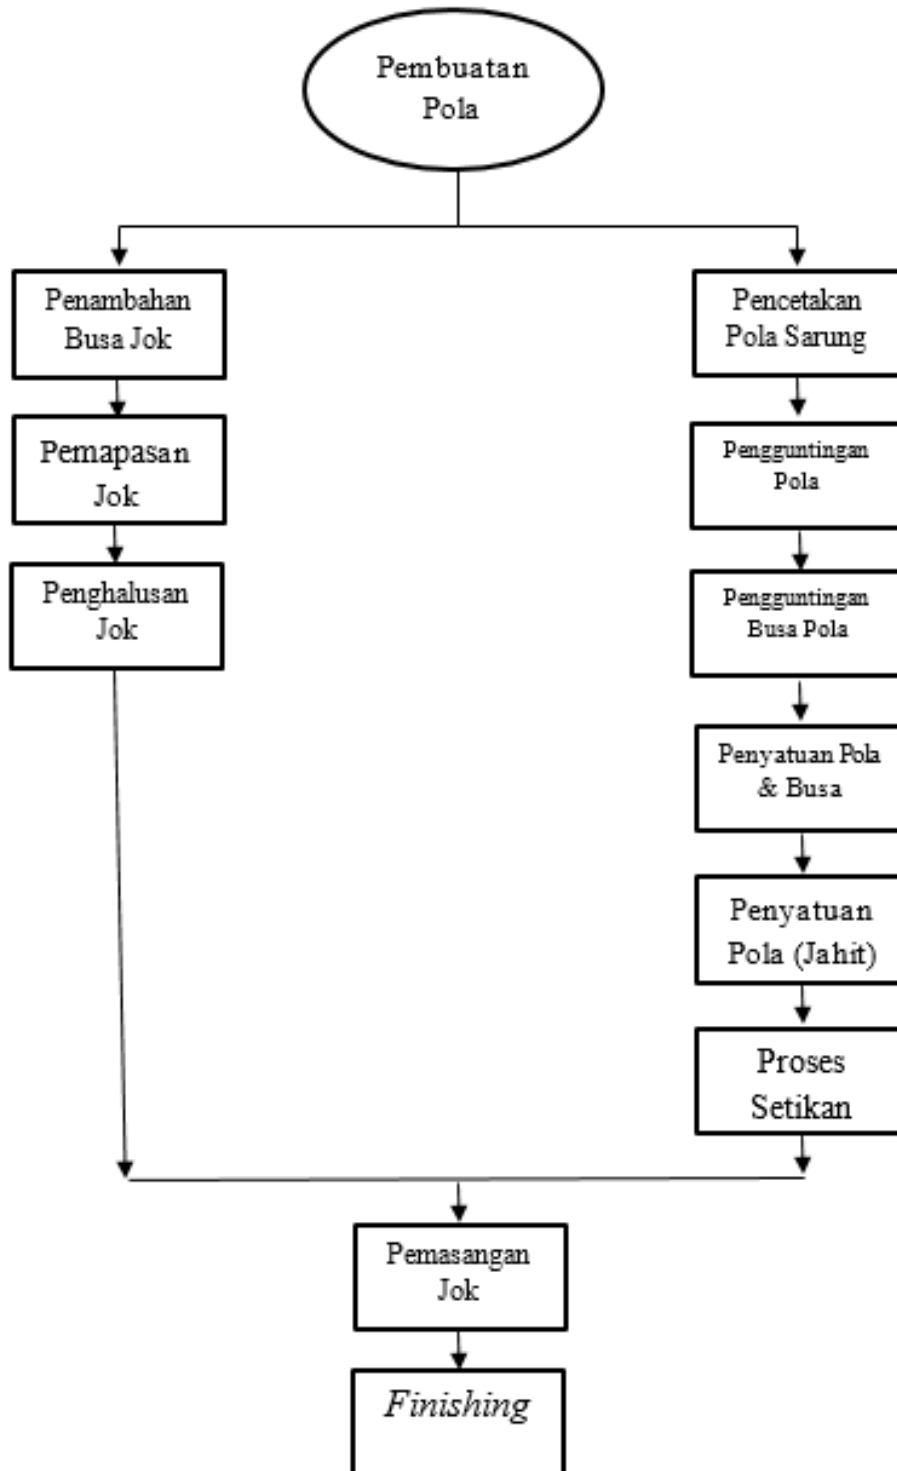 Pembuatan
Pola
Penambahan
Busa Jok
Pemapasan
Jok
Penghalusan
Jok
Pencetakan
Pola Sarung
Pengguntingan
Pola
Pengguntingan
Busa Pola
Penyatuan Pola
& Busa
Penyatuan
Pola (Jahit)
Proses
Setikan
Pemasangan
Jok
Finishing